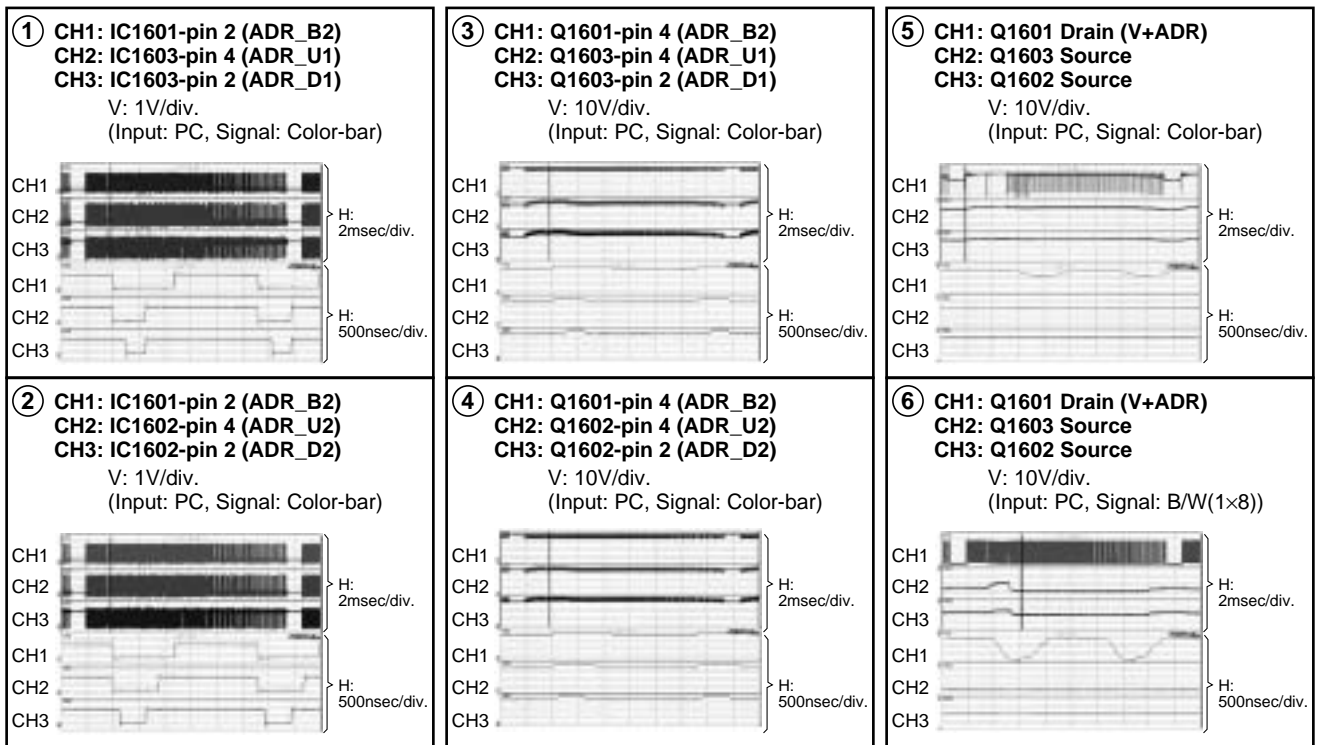 ① CH1: IC1601-pin 2 (ADR_B2)
CH2: IC1603-pin 4 (ADR_U1)
CH3: IC1603-pin 2 (ADR_D1)
V: 1V/div.
(Input: PC, Signal: Color-bar)
CH1
CH2
CH3
H:
2msec/div.
CH1
CH2
CH3
H:
500nsec/div.
② CH1: IC1601-pin 2 (ADR_B2)
CH2: IC1602-pin 4 (ADR_U2)
CH3: IC1602-pin 2 (ADR_D2)
V: 1V/div.
(Input: PC, Signal: Color-bar)
CH1
CH2
CH3
H:
2msec/div.
CH1
CH2
CH3
H:
500nsec/div.
③ CH1: Q1601-pin 4 (ADR_B2)
CH2: Q1603-pin 4 (ADR_U1)
CH3: Q1603-pin 2 (ADR_D1)
V: 10V/div.
(Input: PC, Signal: Color-bar)
CH1
CH2
CH3
H:
2msec/div.
CH1
CH2
CH3
H:
500nsec/div.
④ CH1: Q1601-pin 4 (ADR_B2)
CH2: Q1602-pin 4 (ADR_U2)
CH3: Q1602-pin 2 (ADR_D2)
V: 10V/div.
(Input: PC, Signal: Color-bar)
CH1
CH2
CH3
H:
2msec/div.
CH1
CH2
CH3
H:
500nsec/div.
⑤ CH1: Q1601 Drain (V+ADR)
CH2: Q1603 Source
CH3: Q1602 Source
V: 10V/div.
(Input: PC, Signal: Color-bar)
CH1
CH2
CH3
H:
2msec/div.
CH1
CH2
CH3
H:
500nsec/div.
⑥ CH1: Q1601 Drain (V+ADR)
CH2: Q1603 Source
CH3: Q1602 Source
V: 10V/div.
(Input: PC, Signal: B/W(1×8))
CH1
CH2
CH3
H:
2msec/div.
CH1
CH2
CH3
H:
500nsec/div.